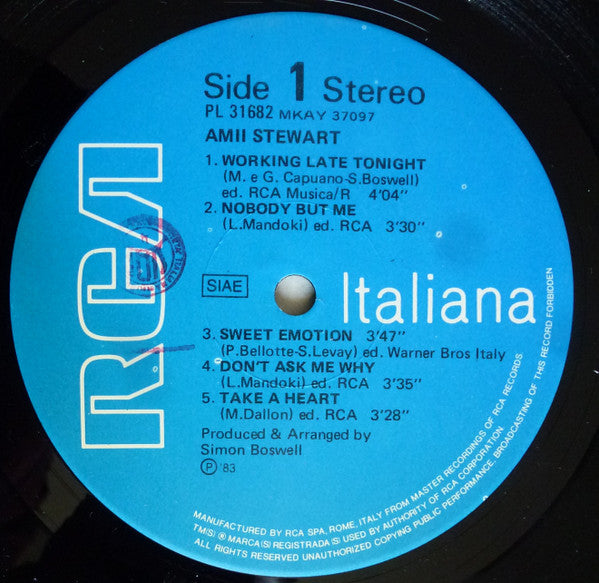 Side 1 Stereo
PL 31682 MKAY 37097
AMII STEWART
1. WORKING LATE TONIGHT
(M. e G. Capuano-S.Boswell)
ed. RCA Musica/R 4'04"
2. NOBODY BUT ME
(L.Mandoki) ed. RCA 3'30"
RCA
SIAE
Italiana
3. SWEET EMOTION 3'47"
(P.Bellotte-S.Levay) ed. Warner Bros Italy
4. DON'T ASK ME WHY
(L.Mandoki) ed. RCA 3'35"
5. TAKE A HEART
(M.Dallon) ed. RCA 3'28"
Produced & Arranged by
Simon Boswell
Ⓟ '83
MANUFACTURED BY RCA SPA, ROME, ITALY FROM MASTER RECORDINGS OF RCA RECORDS
TM(S) ® MARCA(S) REGISTRADA(S) USED BY AUTHORITY OF RCA CORPORATION
ALL RIGHTS RESERVED UNAUTHORIZED COPYING PUBLIC PERFORMANCE, BROADCASTING OF THIS RECORD FORBIDDEN